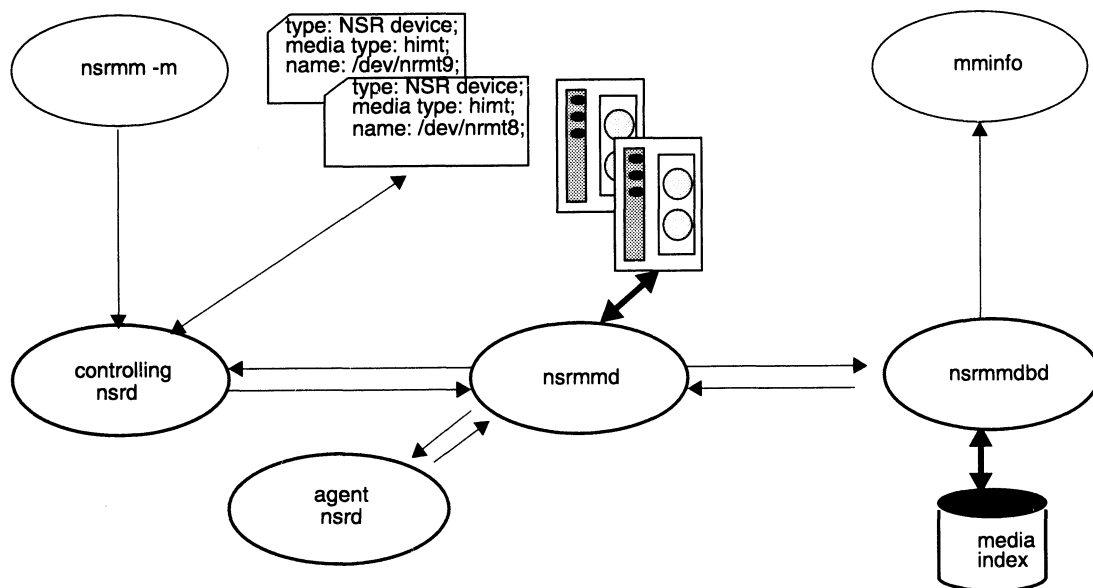 nsrmm -m
type: NSR device;
media type: himt;
name: /dev/nrmt9;
type: NSR device;
media type: himt;
name: /dev/nrmt8;
mminfo
controlling
nsrd
nsrmmd
nsrmmdbd
agent
nsrd
media
index